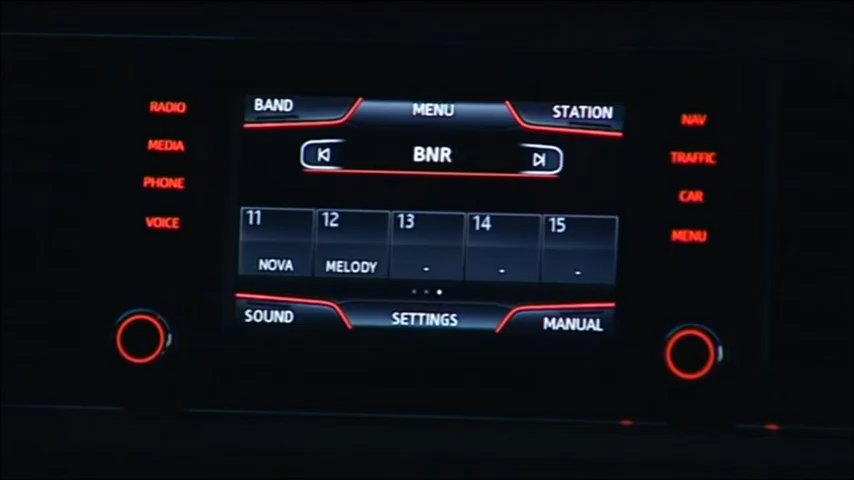 RADIO
MEDIA
PHONE
VOICE
BAND MENU STATION
BNR
11 12 13 14 15
NOVA MELODY - - -
SOUND SETTINGS MANUAL
NAV
TRAFFIC
CAR
MENU